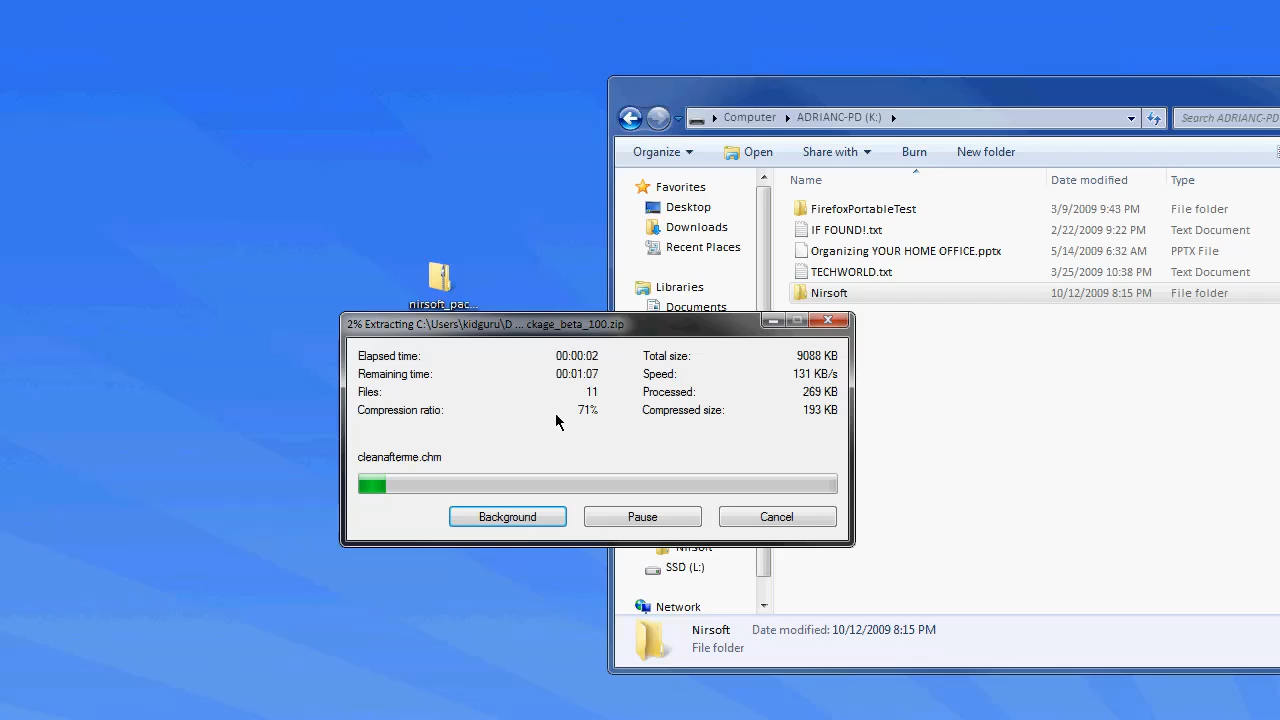 Computer ADRIANC-PD (K:) Search ADRIANC-PD
Organize Open Share with Burn New folder
Name Date modified Type
Favorites
Desktop
Downloads
Recent Places
Libraries
Documents
FirefoxPortableTest 3/9/2009 9:43 PM File folder
IF FOUND!.txt 2/22/2009 9:22 PM Text Document
Organizing YOUR HOME OFFICE.pptx 5/14/2009 6:32 AM PPTX File
TECHWORLD.txt 3/25/2009 10:38 PM Text Document
Nirsoft 10/12/2009 8:15 PM File folder
nirsoft_pac...
2% Extracting C:\Users\kidguru\D ... ckage_beta_100.zip
Elapsed time: 00:00:02 Total size: 9088 KB
Remaining time: 00:01:07 Speed: 131 KB/s
Files: 11 Processed: 269 KB
Compression ratio: 71% Compressed size: 193 KB
cleanafterme.chm
Background Pause Cancel
Nirsoft
SSD (L:)
Network
Nirsoft Date modified: 10/12/2009 8:15 PM
File folder